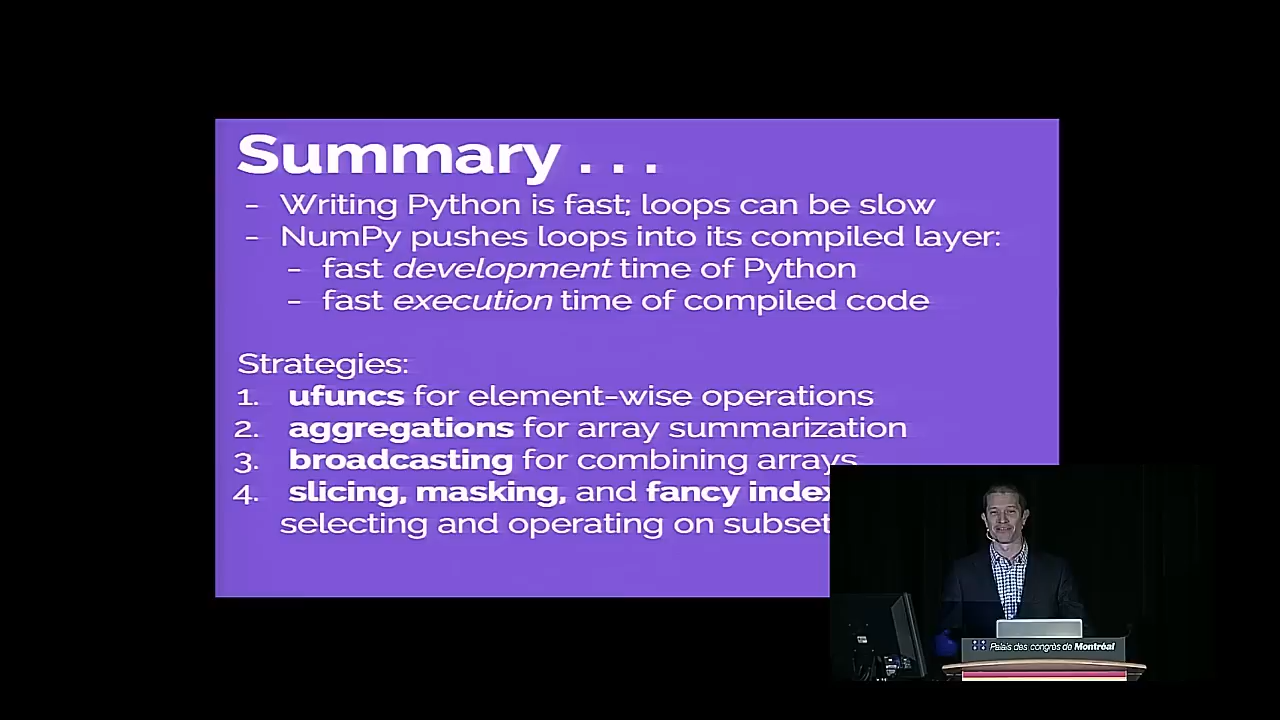 Summary . . .
- Writing Python is fast; loops can be slow
- NumPy pushes loops into its compiled layer:
- fast development time of Python
- fast execution time of compiled code
Strategies:
1. ufuncs for element-wise operations
2. aggregations for array summarization
3. broadcasting for combining arrays
4. slicing, masking, and fancy
selecting and operating on
Palais des congrès de Montréal